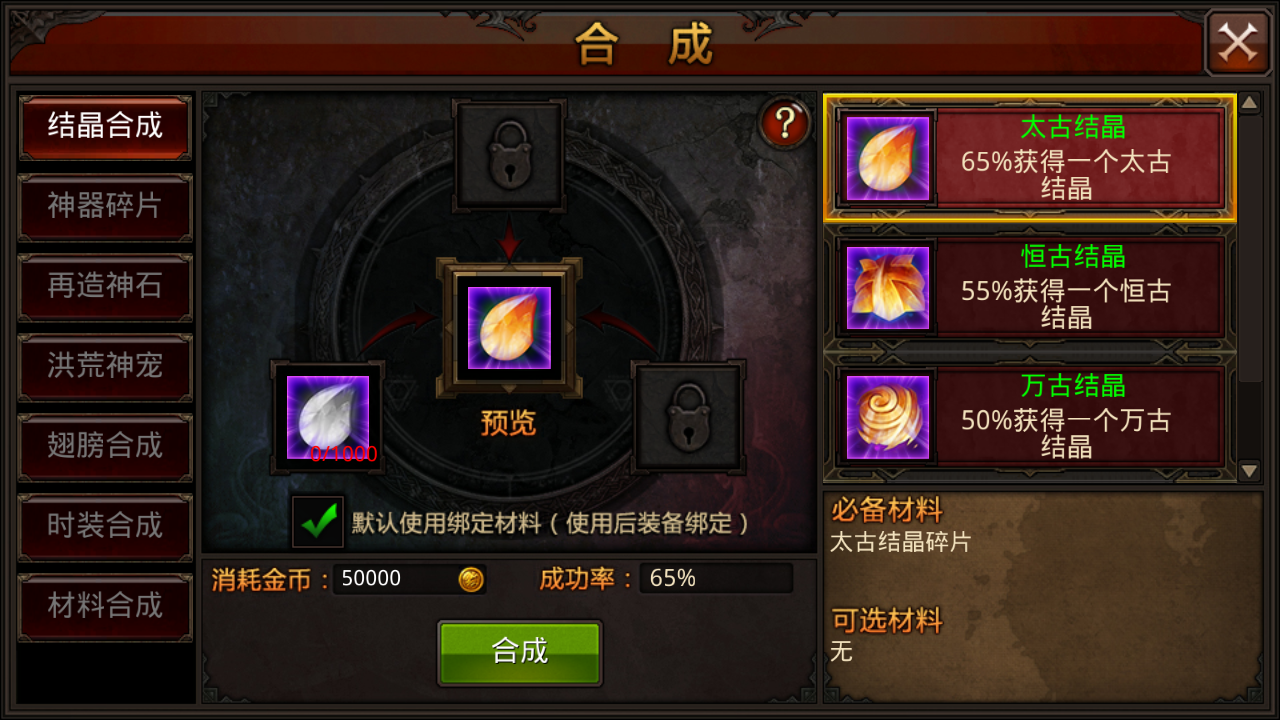 合 成
结晶合成
神器碎片
再造神石
洪荒神宠
翅膀合成
时装合成
材料合成
?
预览
0/1000
默认使用绑定材料（使用后装备绑定）
消耗金币：50000
成功率：65%
合成
太古结晶
65%获得一个太古
结晶
恒古结晶
55%获得一个恒古
结晶
万古结晶
50%获得一个万古
结晶
必备材料
太古结晶碎片
可选材料
无